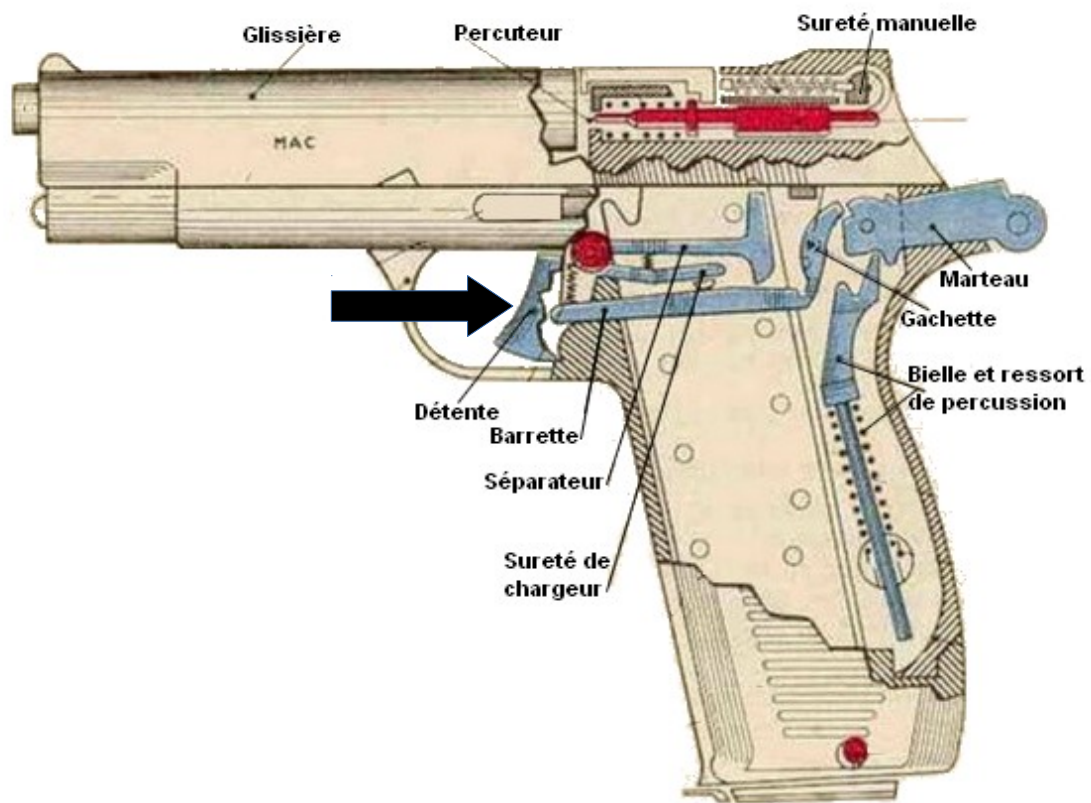 Sureté manuelle
Glissière
Percuteur
MAC
Marteau
Gachette
Bielle et ressort
de percussion
Détente
Barrette
Séparateur
Sureté de
chargeur